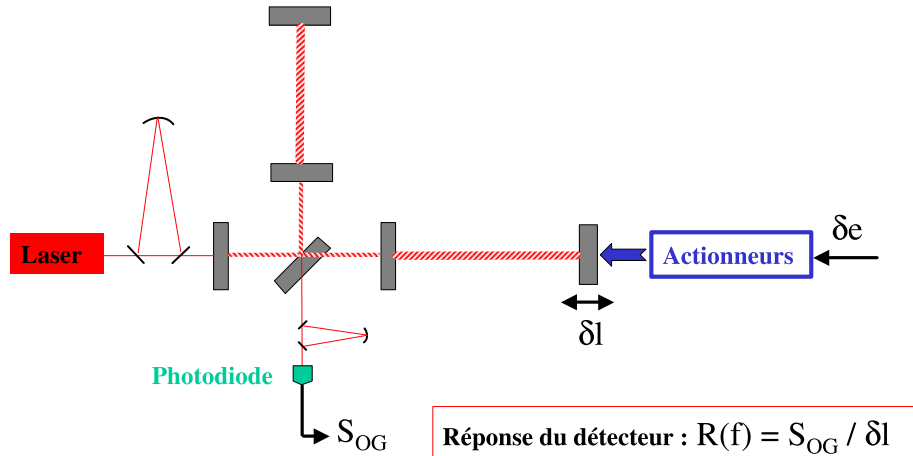 Laser
Actionneurs
δe
δl
Photodiode
S_OG
Réponse du détecteur : R(f) = S_OG / δl